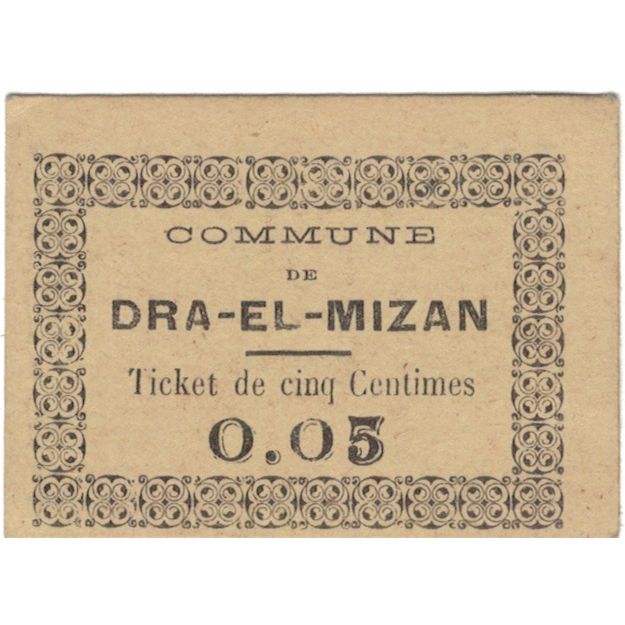 COMMUNE
DE
DRA-EL-MIZAN
Ticket de cinq Centimes
0.05